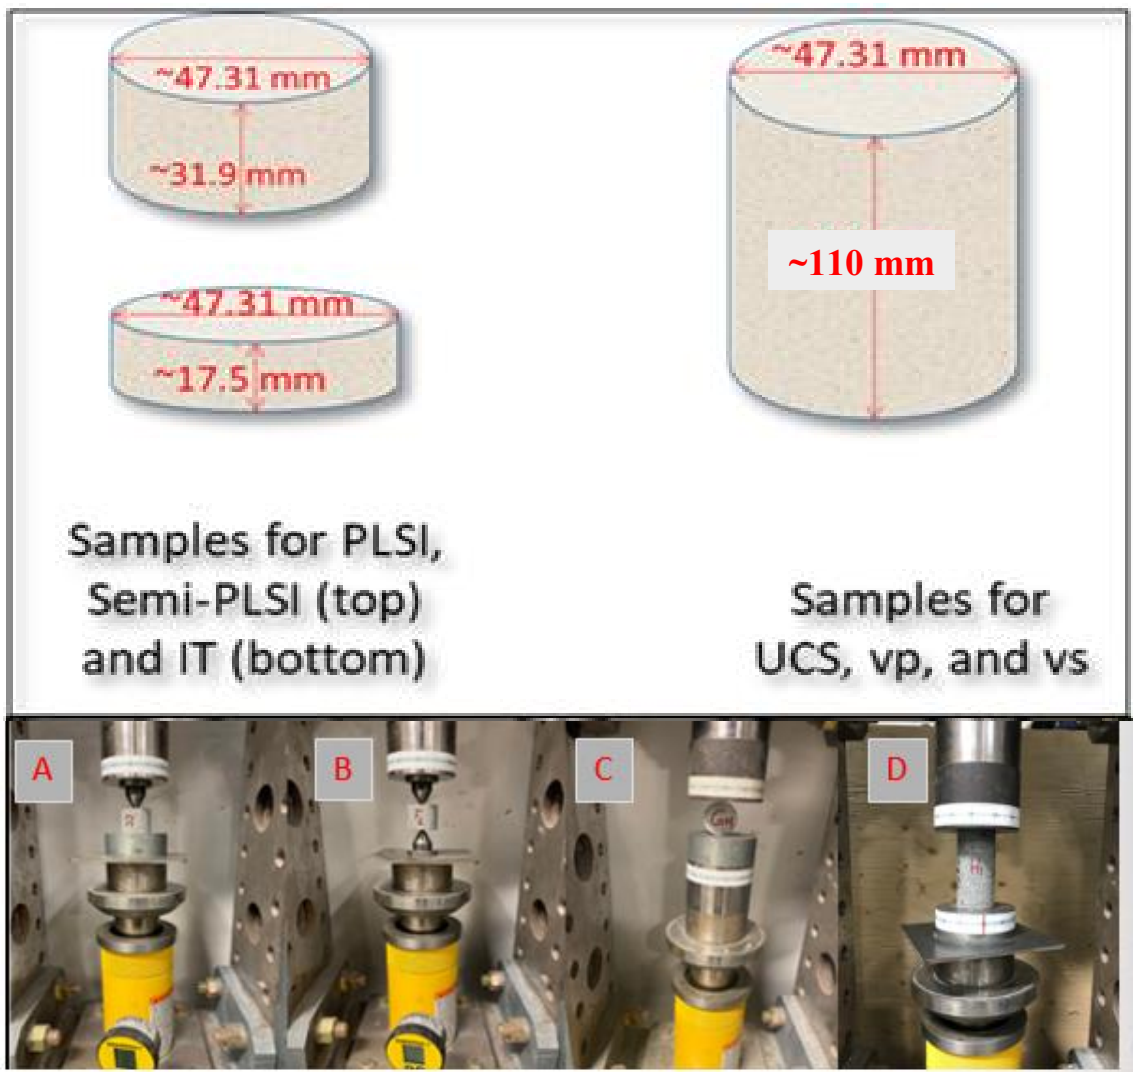 ~47.31 mm
~31.9 mm
~47.31 mm
~17.5 mm
Samples for PLSI,
Semi-PLSI (top)
and IT (bottom)
~47.31 mm
~110 mm
Samples for
UCS, vp, and vs
A
B
C
D